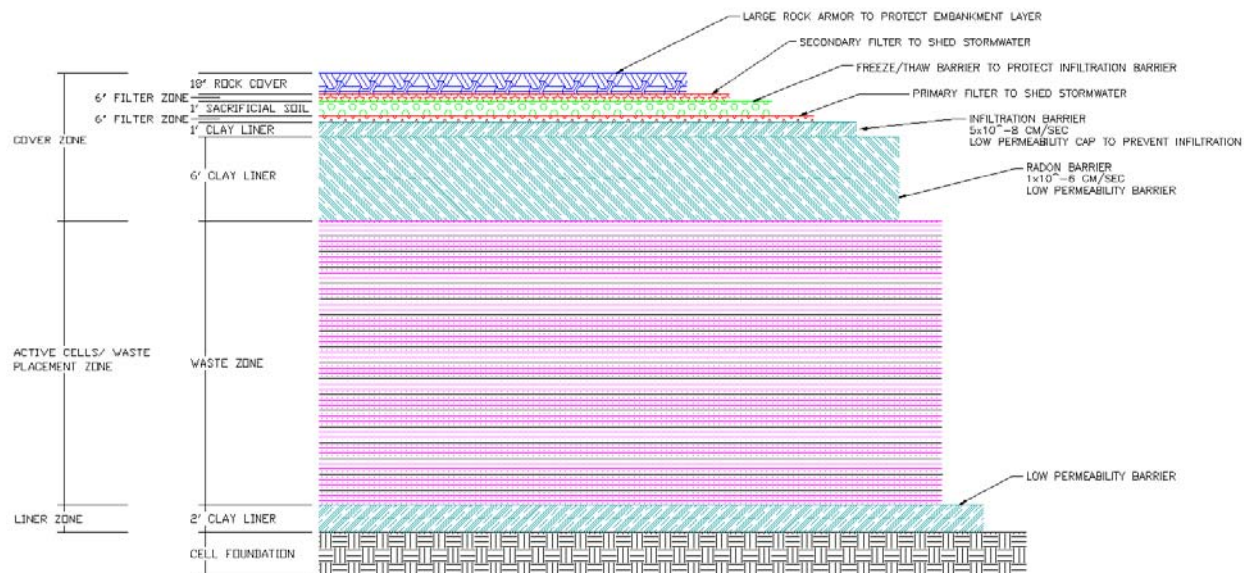 LARGE ROCK ARMOR TO PROTECT EMBANKMENT LAYER
SECONDARY FILTER TO SHED STORMWATER
FREEZE/THAW BARRIER TO PROTECT INFILTRATION BARRIER
PRIMARY FILTER TO SHED STORMWATER
INFILTRATION BARRIER
5x10^-8 CM/SEC
LOW PERMEABILITY CAP TO PREVENT INFILTRATION
RADON BARRIER
1x10^-6 CM/SEC
LOW PERMEABILITY BARRIER
18" ROCK COVER
6" FILTER ZONE
1' SACRIFICIAL SOIL
6" FILTER ZONE
1' CLAY LINER
COVER ZONE
6' CLAY LINER
ACTIVE CELLS/ WASTE
PLACEMENT ZONE
WASTE ZONE
LOW PERMEABILITY BARRIER
LINER ZONE
2' CLAY LINER
CELL FOUNDATION